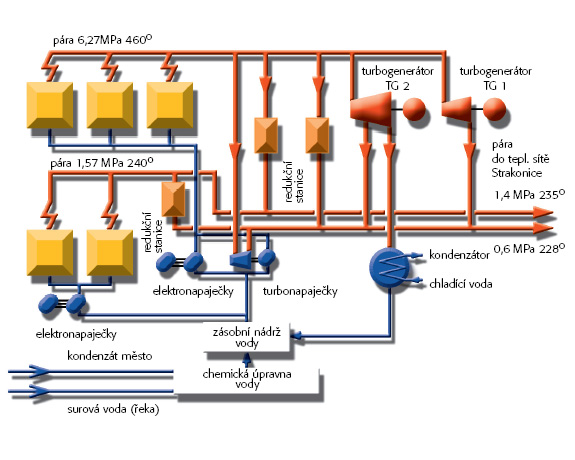 pára 6,27MPa 460°
turbogenerátor
TG 2
turbogenerátor
TG 1
redukční
stanice
pára
do tepl. sítě
Strakonice
pára 1,57 MPa 240°
redukční
stanice
1,4 MPa 235°
0,6 MPa 228°
kondenzátor
chladící voda
elektronapaječky
turbonapaječky
elektronapaječky
zásobní nádrž
vody
kondenzát město
chemická úpravna
vody
surová voda (řeka)